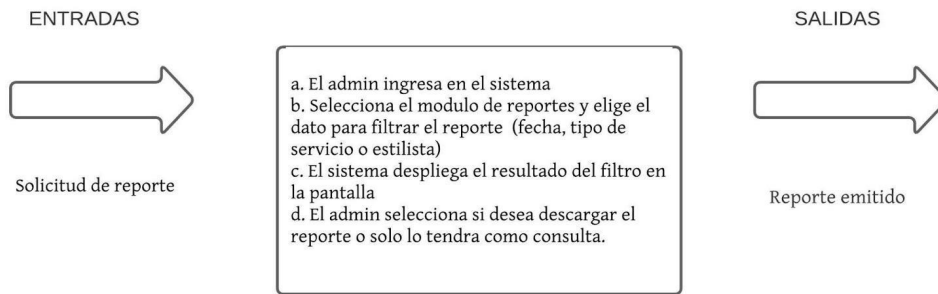 ENTRADAS
SALIDAS
a. El admin ingresa en el sistema
b. Selecciona el modulo de reportes y elige el
dato para filtrar el reporte  (fecha, tipo de
servicio o estilista)
c. El sistema despliega el resultado del filtro en
la pantalla
d. El admin selecciona si desea descargar el
reporte o solo lo tendra como consulta.
Solicitud de reporte
Reporte emitido